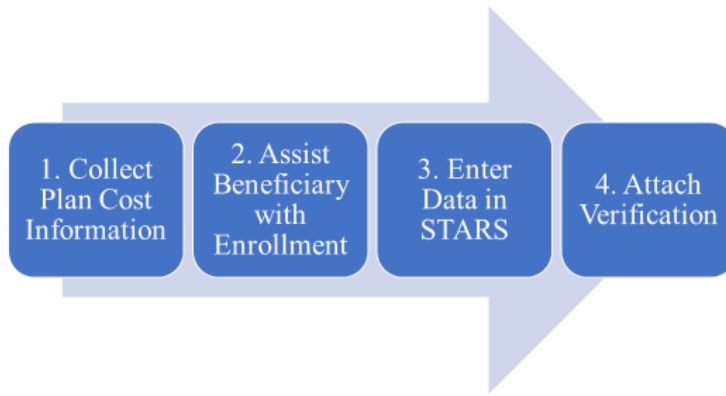 1. Collect
Plan Cost
Information
2. Assist
Beneficiary
with
Enrollment
3. Enter
Data in
STARS
4. Attach
Verification